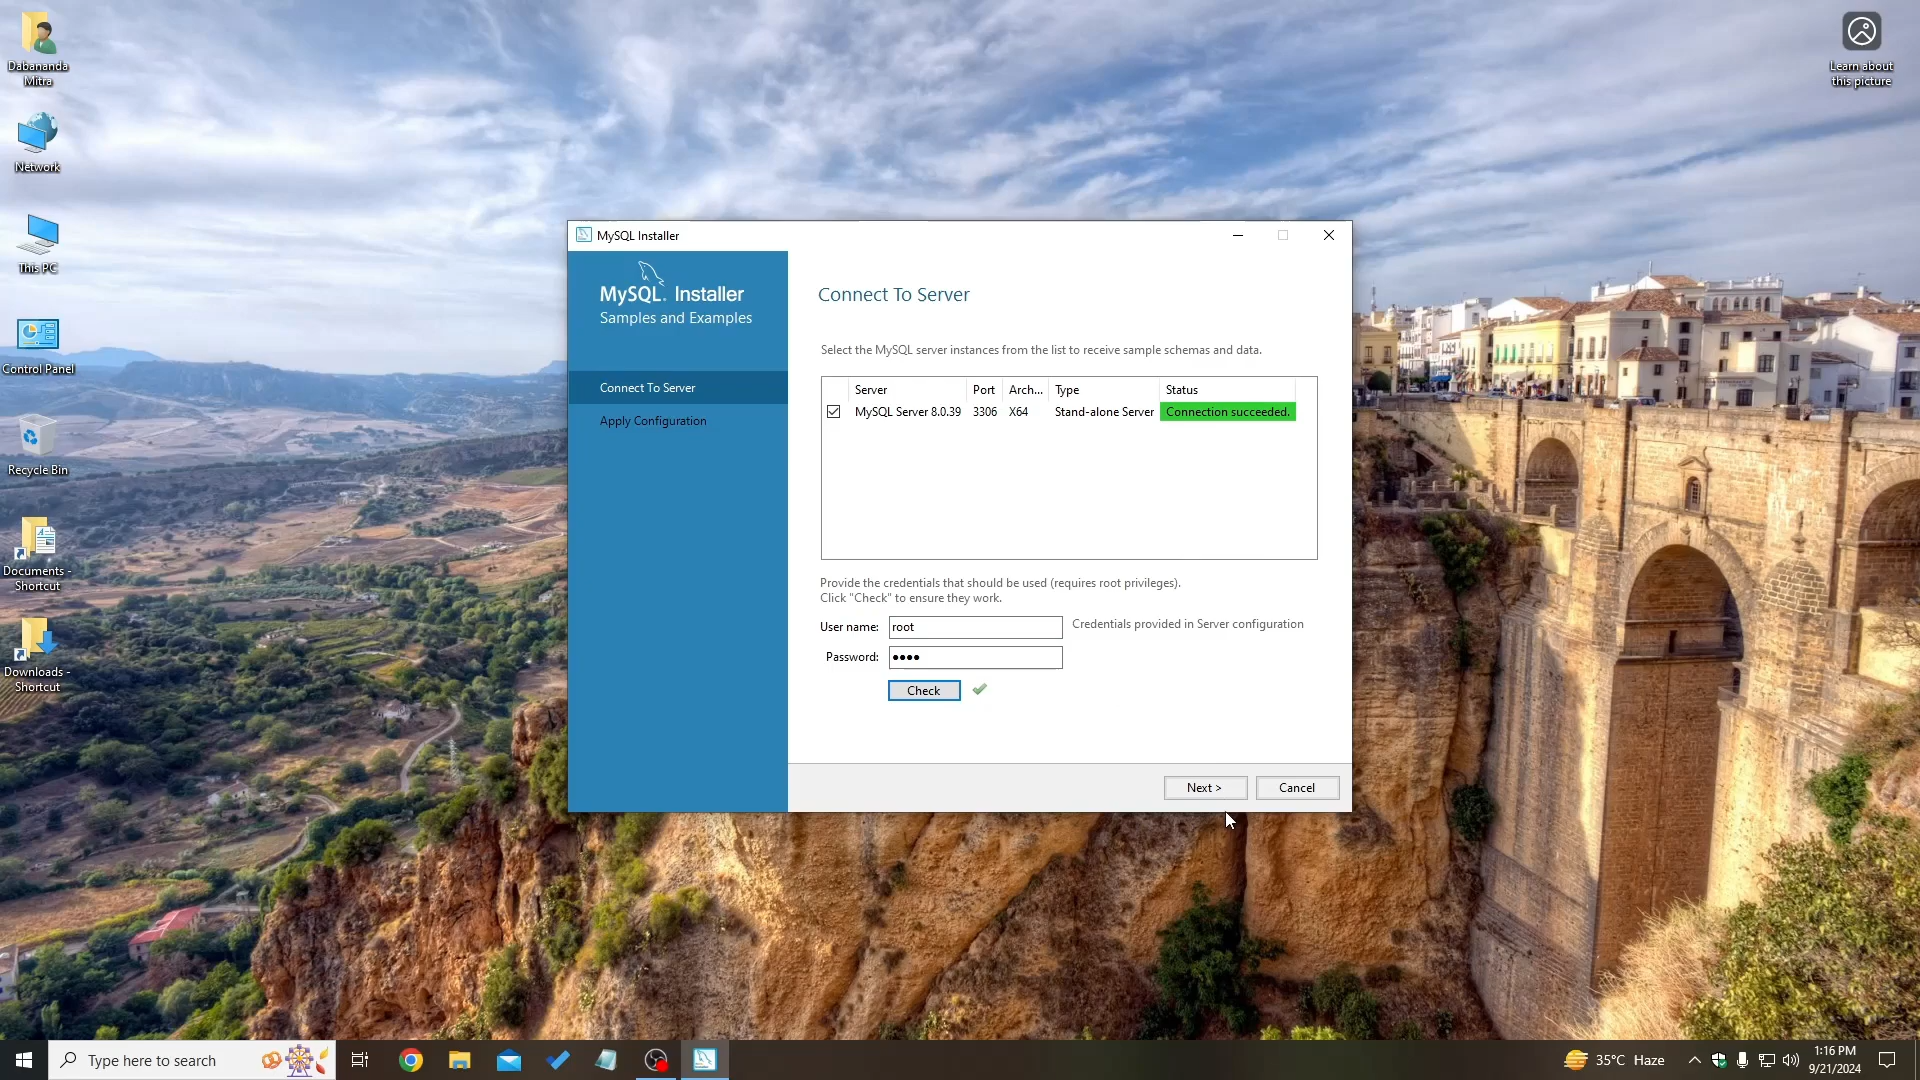 Dabananda
Mitra
Network
This PC
Control Panel
Recycle Bin
Documents -
Shortcut
Downloads -
Shortcut
Learn about
this picture
MySQL Installer
MySQL. Installer
Samples and Examples
Connect To Server
Apply Configuration
Connect To Server
Select the MySQL server instances from the list to receive sample schemas and data.
Server Port Arch... Type Status
MySQL Server 8.0.39 3306 X64 Stand-alone Server Connection succeeded.
Provide the credentials that should be used (requires root privileges).
Click "Check" to ensure they work.
User name: root Credentials provided in Server configuration
Password: ●●●●
Check
Next > Cancel
Type here to search
35°C Haze
1:16 PM
9/21/2024